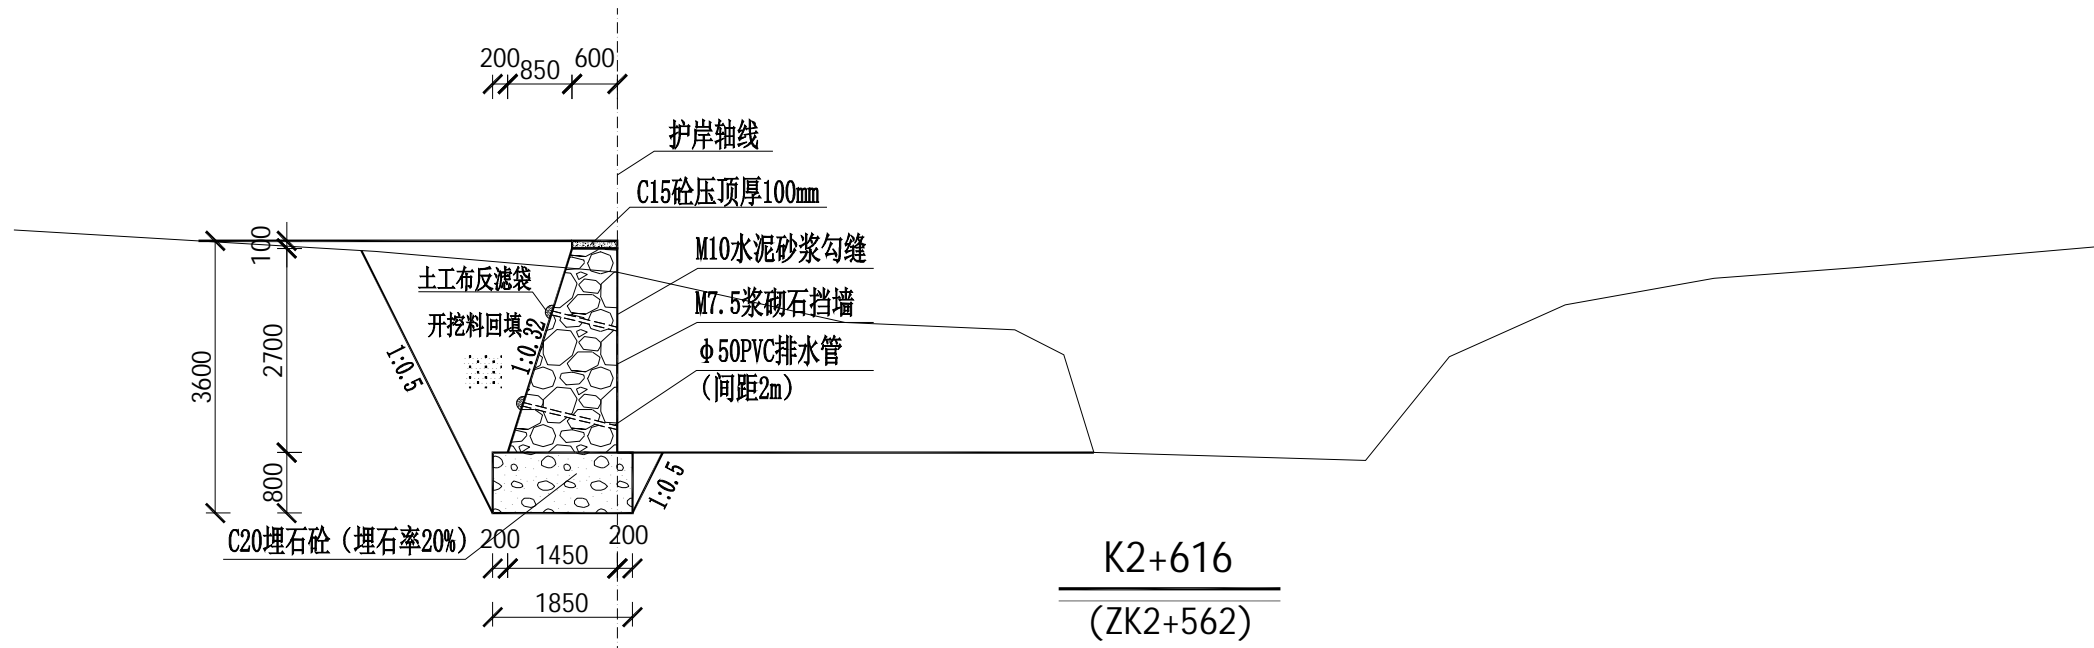 200 850 600
护岸轴线
C15砼压顶厚100mm
100
M10水泥砂浆勾缝
土工布反滤袋
M7.5浆砌石挡墙
开挖料回填
1:0.32
1:0.5
2700
3600
ϕ50PVC排水管
（间距2m）
800
1:0.5
C20埋石砼（埋石率20%）
200 1450 200
1850
K2+616
(ZK2+562)